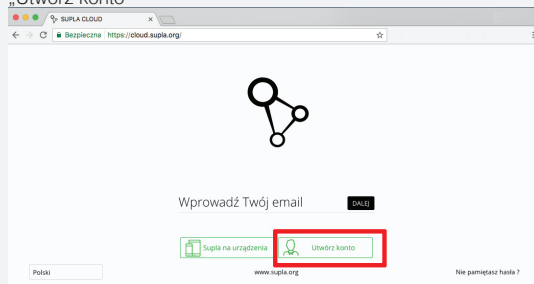 „Utwórz konto
SUPLA CLOUD
Bezpieczna https://cloud.supla.org/
Wprowadź Twój email DALEJ
Supla na urządzenia Utwórz konto
Polski www.supla.org Nie pamiętasz hasła ?